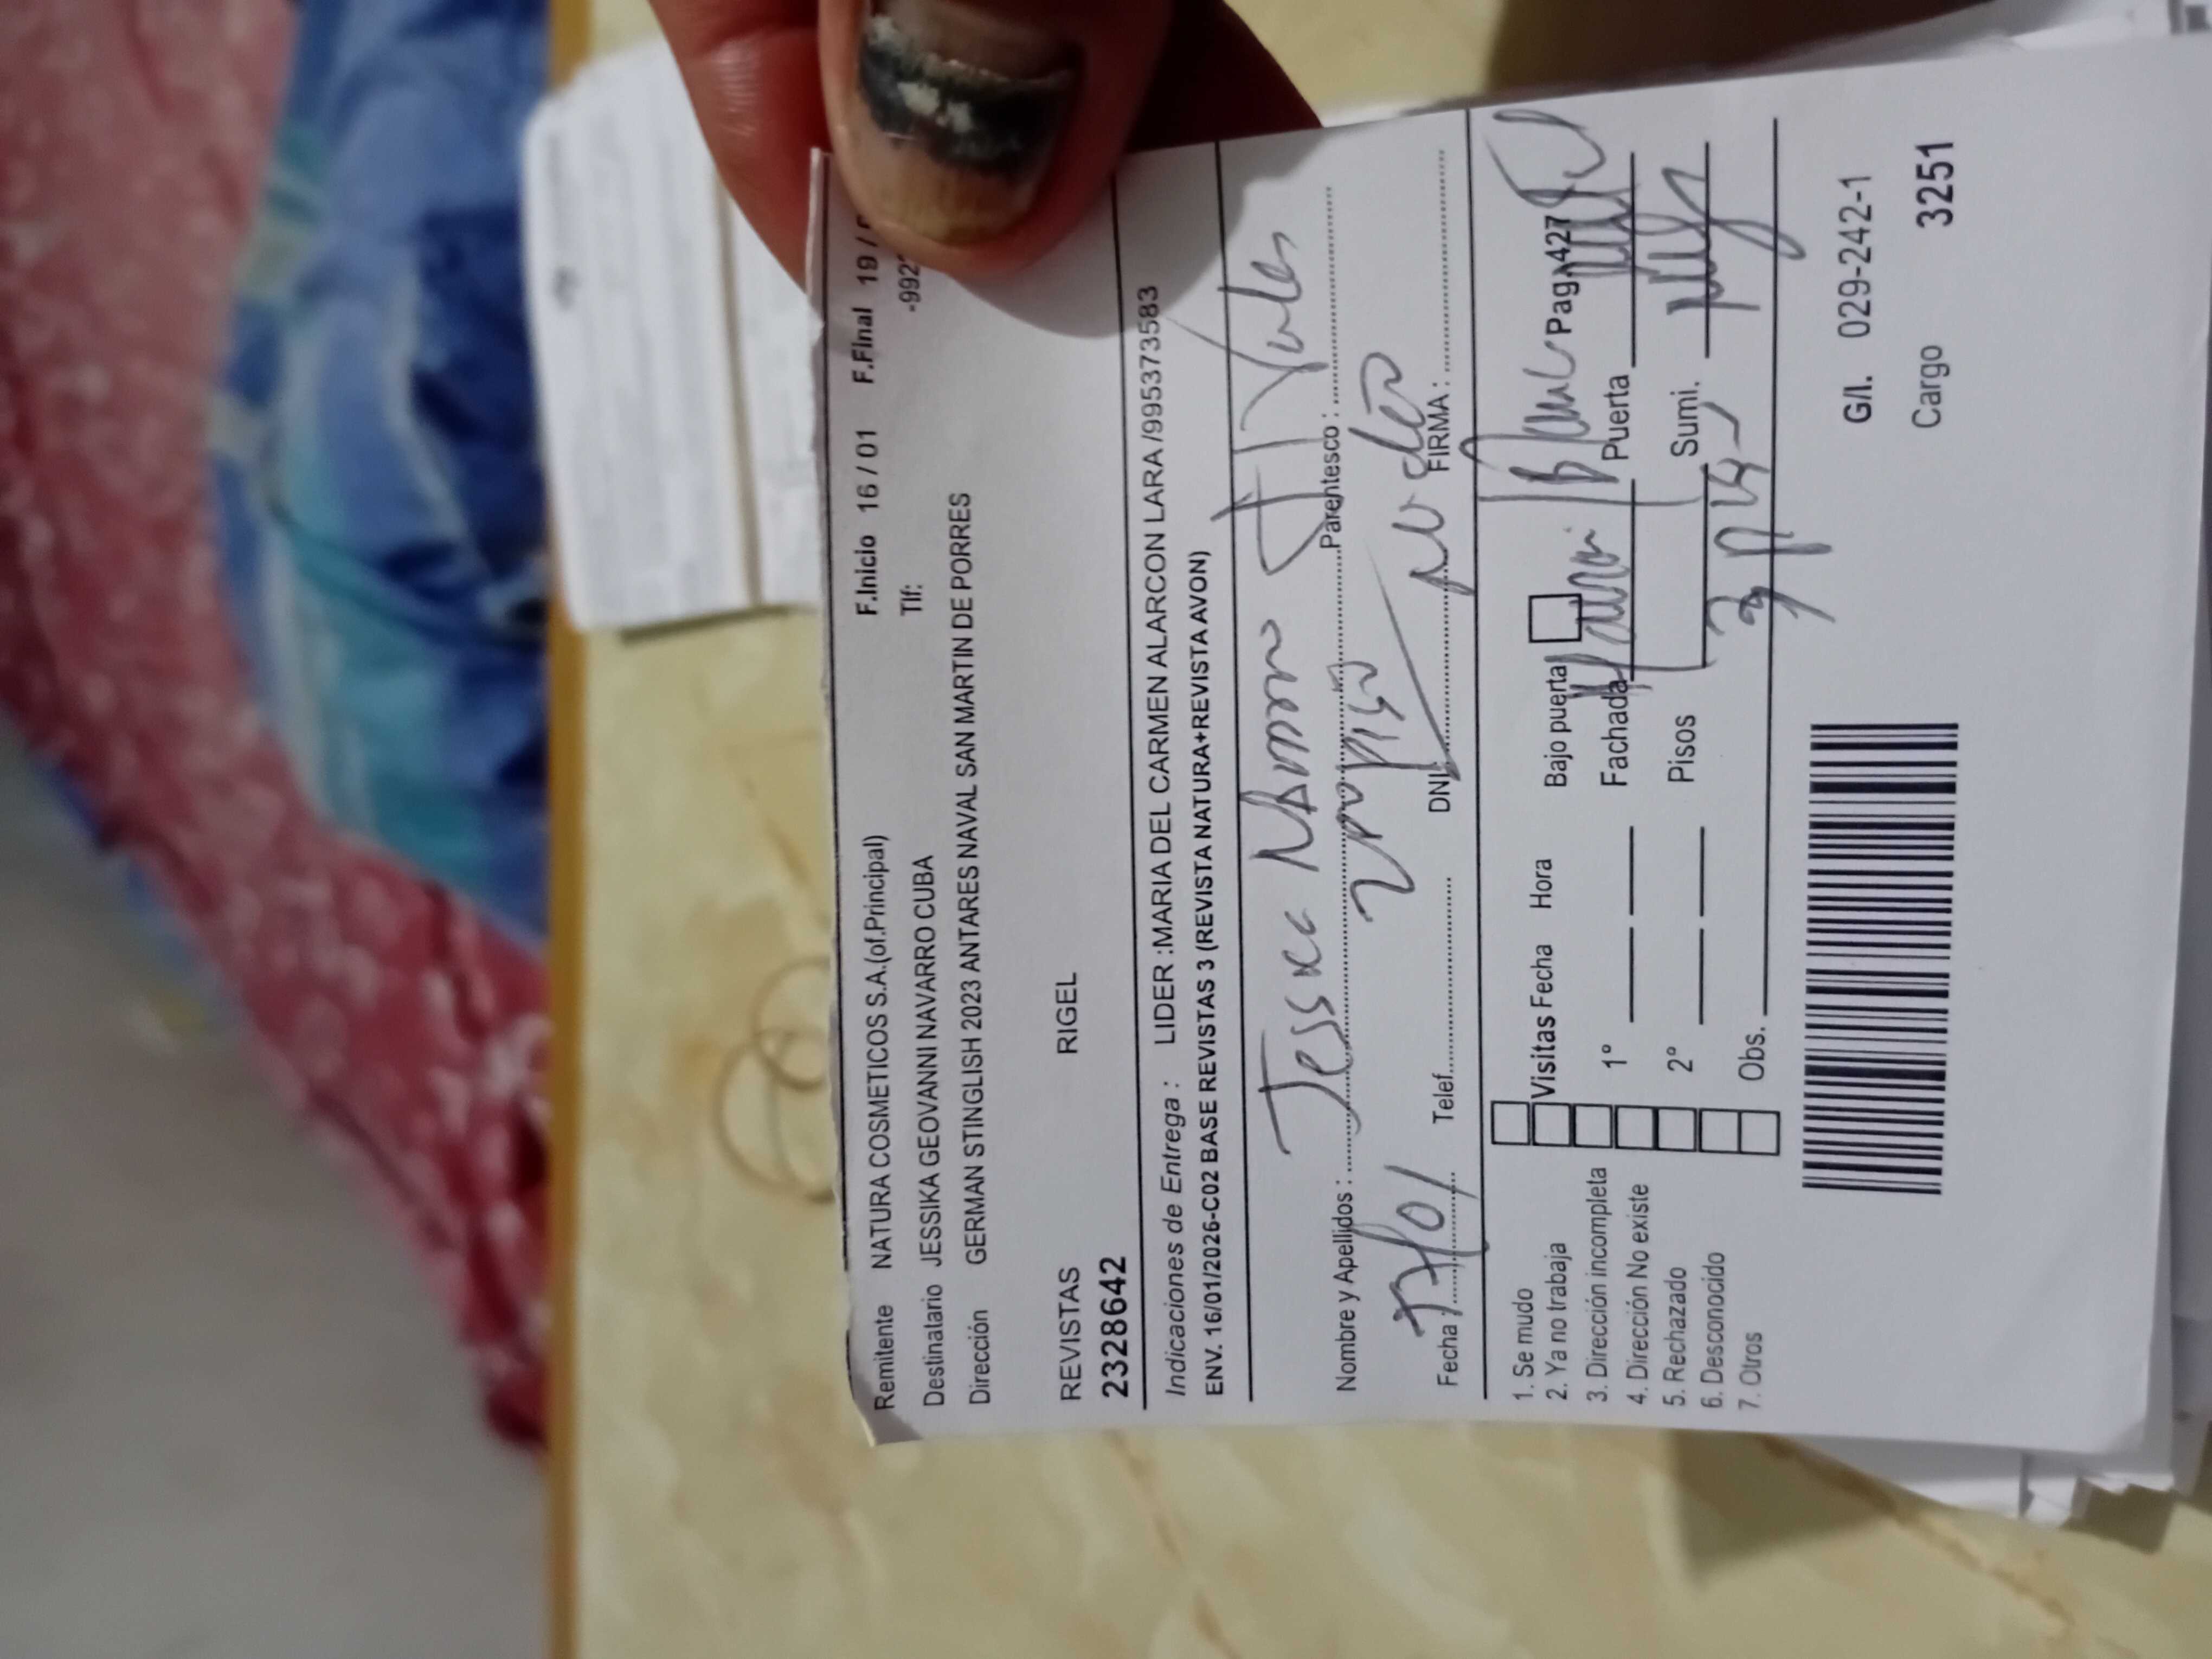 Remitente NATURA COSMETICOS S.A.(of.Principal) F.Inicio 16 / 01 F.Final 19 /
Destinatario JESSIKA GEOVANNI NAVARRO CUBA Tlf:
Dirección GERMAN STINGLISH 2023 ANTARES NAVAL SAN MARTIN DE PORRES
REVISTAS RIGEL
2328642
Indicaciones de Entrega : LIDER :MARIA DEL CARMEN ALARCON LARA /995373583
ENV. 16/01/2026-C02 BASE REVISTAS 3 (REVISTA NATURA+REVISTA AVON)
Nombre y Apellidos : Parentesco :
Fecha : Telef. DNI: FIRMA :
1. Se mudo
2. Ya no trabaja
3. Dirección incompleta
4. Dirección No existe
5. Rechazado
6. Desconocido
7. Otros
Visitas Fecha Hora Bajo puerta Pag. 427
1º Fachada Puerta
2º Pisos Sumi.
Obs.
G/I. 029-242-1
Cargo 3251